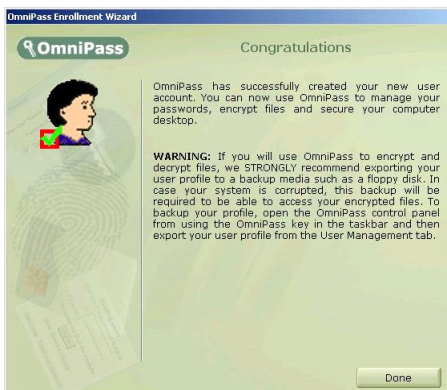 OmniPass Enrollment Wizard
OmniPass
Congratulations
OmniPass has successfully created your new user
account. You can now use OmniPass to manage your
passwords, encrypt files and secure your computer
desktop.
WARNING: If you will use OmniPass to encrypt and
decrypt files, we STRONGLY recommend exporting your
user profile to a backup media such as a floppy disk. In
case your system is corrupted, this backup will be
required to be able to access your encrypted files. To
backup your profile, open the OmniPass control panel
from using the OmniPass key in the taskbar and then
export your user profile from the User Management tab.
Done